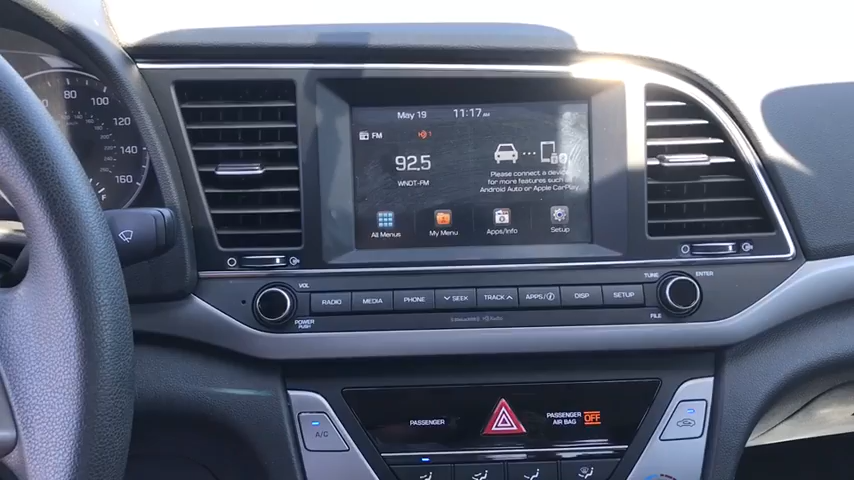 May 19 11:17 AM
FM 1
92.5
WNDT-FM
Please connect a device
for more features such as
Android Auto or Apple CarPlay.
All Menus My Menu Apps/Info Setup
80
100
120
140
160
F
VOL
POWER
PUSH
RADIO MEDIA PHONE SEEK TRACK APPS/i DISP SETUP
TUNE ENTER
FILE
PASSENGER
PASSENGER
AIR BAG OFF
A/C